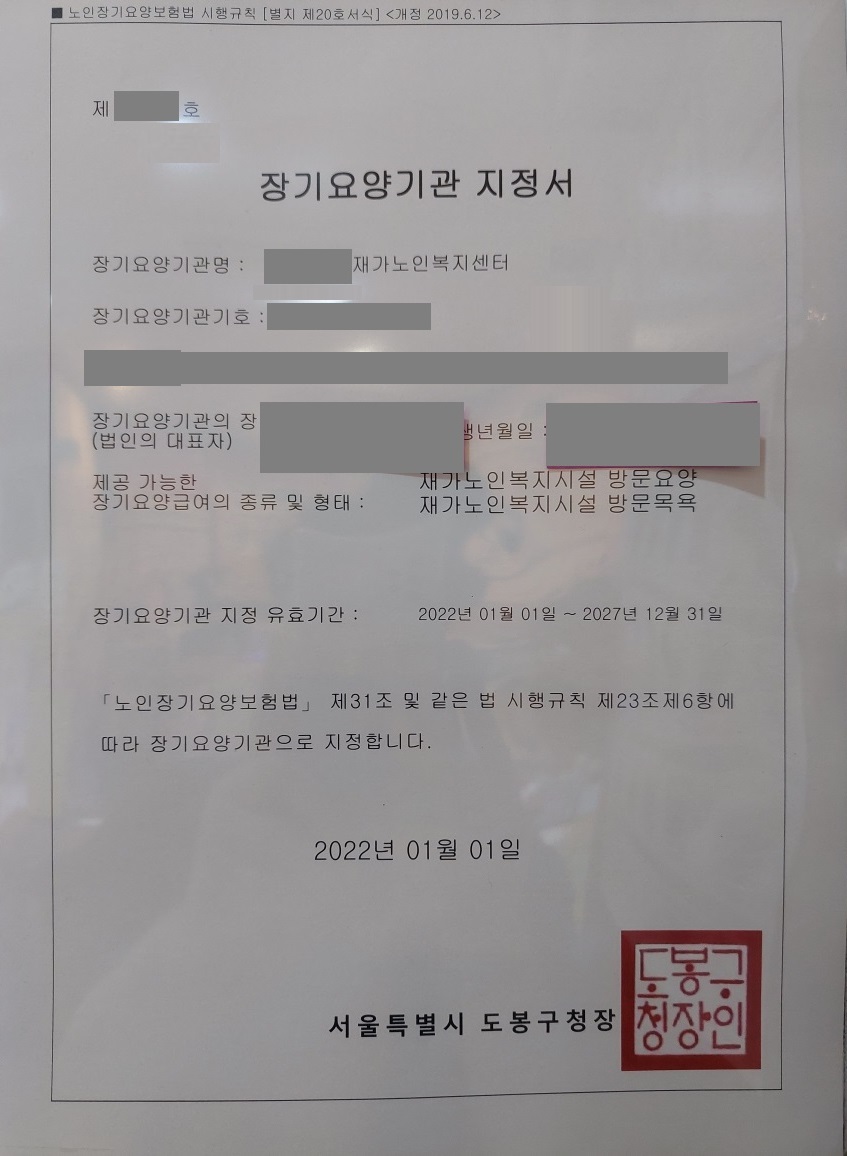 ■ 노인장기요양보험법 시행규칙 [별지 제20호서식] <개정 2019.6.12>
제 호
장기요양기관 지정서
장기요양기관명 : 재가노인복지센터
장기요양기관기호 :
장기요양기관의 장
(법인의 대표자)
생년월일 :
제공 가능한
장기요양급여의 종류 및 형태 :
재가노인복지시설 방문요양
재가노인복지시설 방문목욕
장기요양기관 지정 유효기간 : 2022년 01월 01일 ~ 2027년 12월 31일
「노인장기요양보험법」 제31조 및 같은 법 시행규칙 제23조제6항에
따라 장기요양기관으로 지정합니다.
2022년 01월 01일
서울특별시 도봉구청장
도봉구
청장인